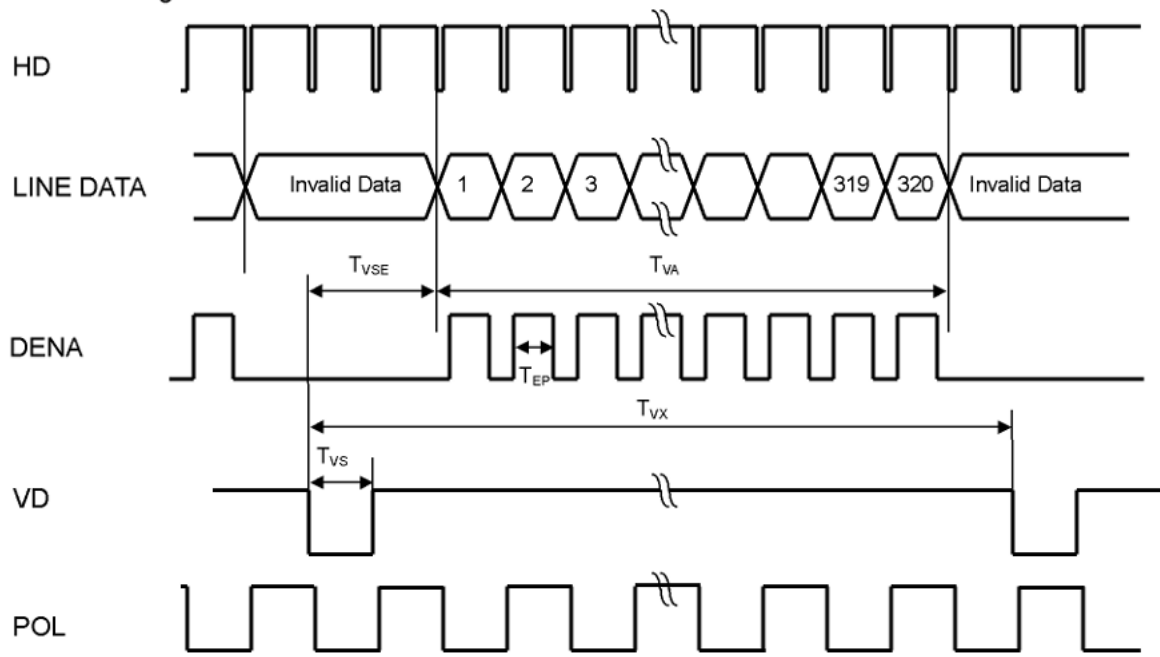 HD
LINE DATA
Invalid Data 1 2 3 319 320 Invalid Data
TVSE TVA
DENA
TEP
TVX
TVS
VD
POL